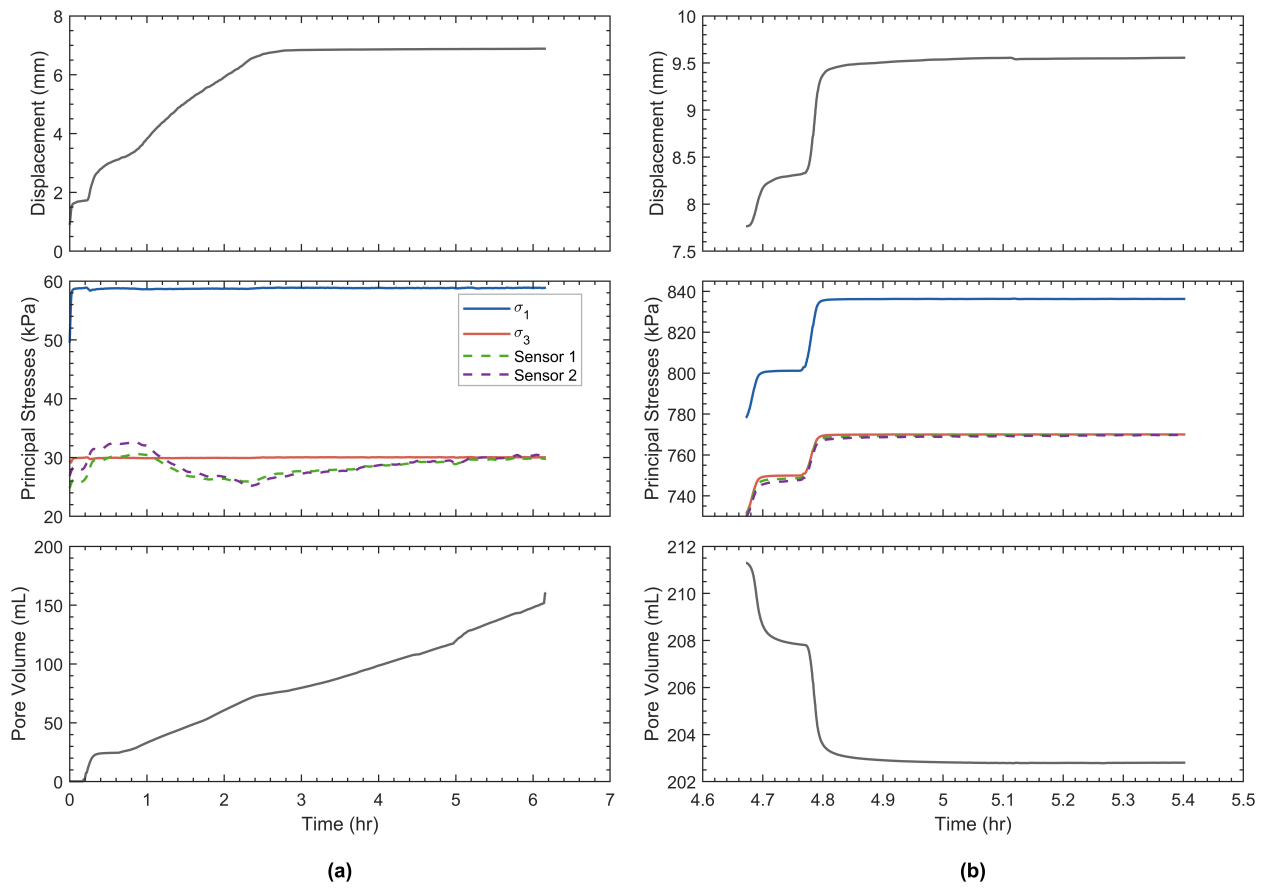 Displacement (mm)
8
6
4
2
0
Displacement (mm)
10
9.5
9
8.5
8
7.5
Principal Stresses (kPa)
60
50
40
30
20
σ1
σ3
Sensor 1
Sensor 2
Principal Stresses (kPa)
840
820
800
780
760
740
Pore Volume (mL)
200
150
100
50
0
0 1 2 3 4 5 6 7
Time (hr)
Pore Volume (mL)
212
210
208
206
204
202
4.6 4.7 4.8 4.9 5 5.1 5.2 5.3 5.4 5.5
Time (hr)
(a)
(b)